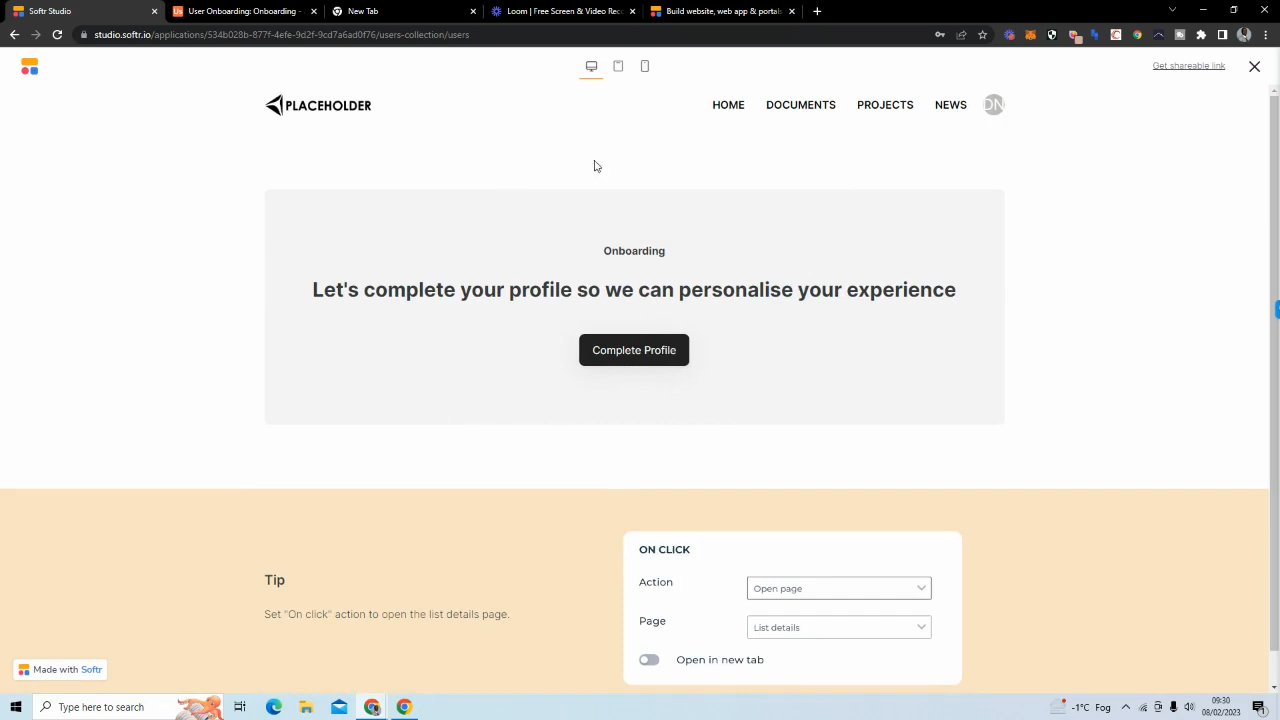 Softr Studio
User Onboarding: Onboarding -
New Tab
Loom | Free Screen & Video Rec
Build website, web app & portals
studio.softr.io/applications/534b028b-877f-4efe-9d2f-9cd7a6ad0f76/users-collection/users
Get shareable link
PLACEHOLDER
HOME DOCUMENTS PROJECTS NEWS DN
Onboarding
Let's complete your profile so we can personalise your experience
Complete Profile
ON CLICK
Action
Open page
Tip
Set "On click" action to open the list details page.
Page
List details
Open in new tab
Made with Softr
Type here to search
-1°C Fog
09:30
08/02/2023